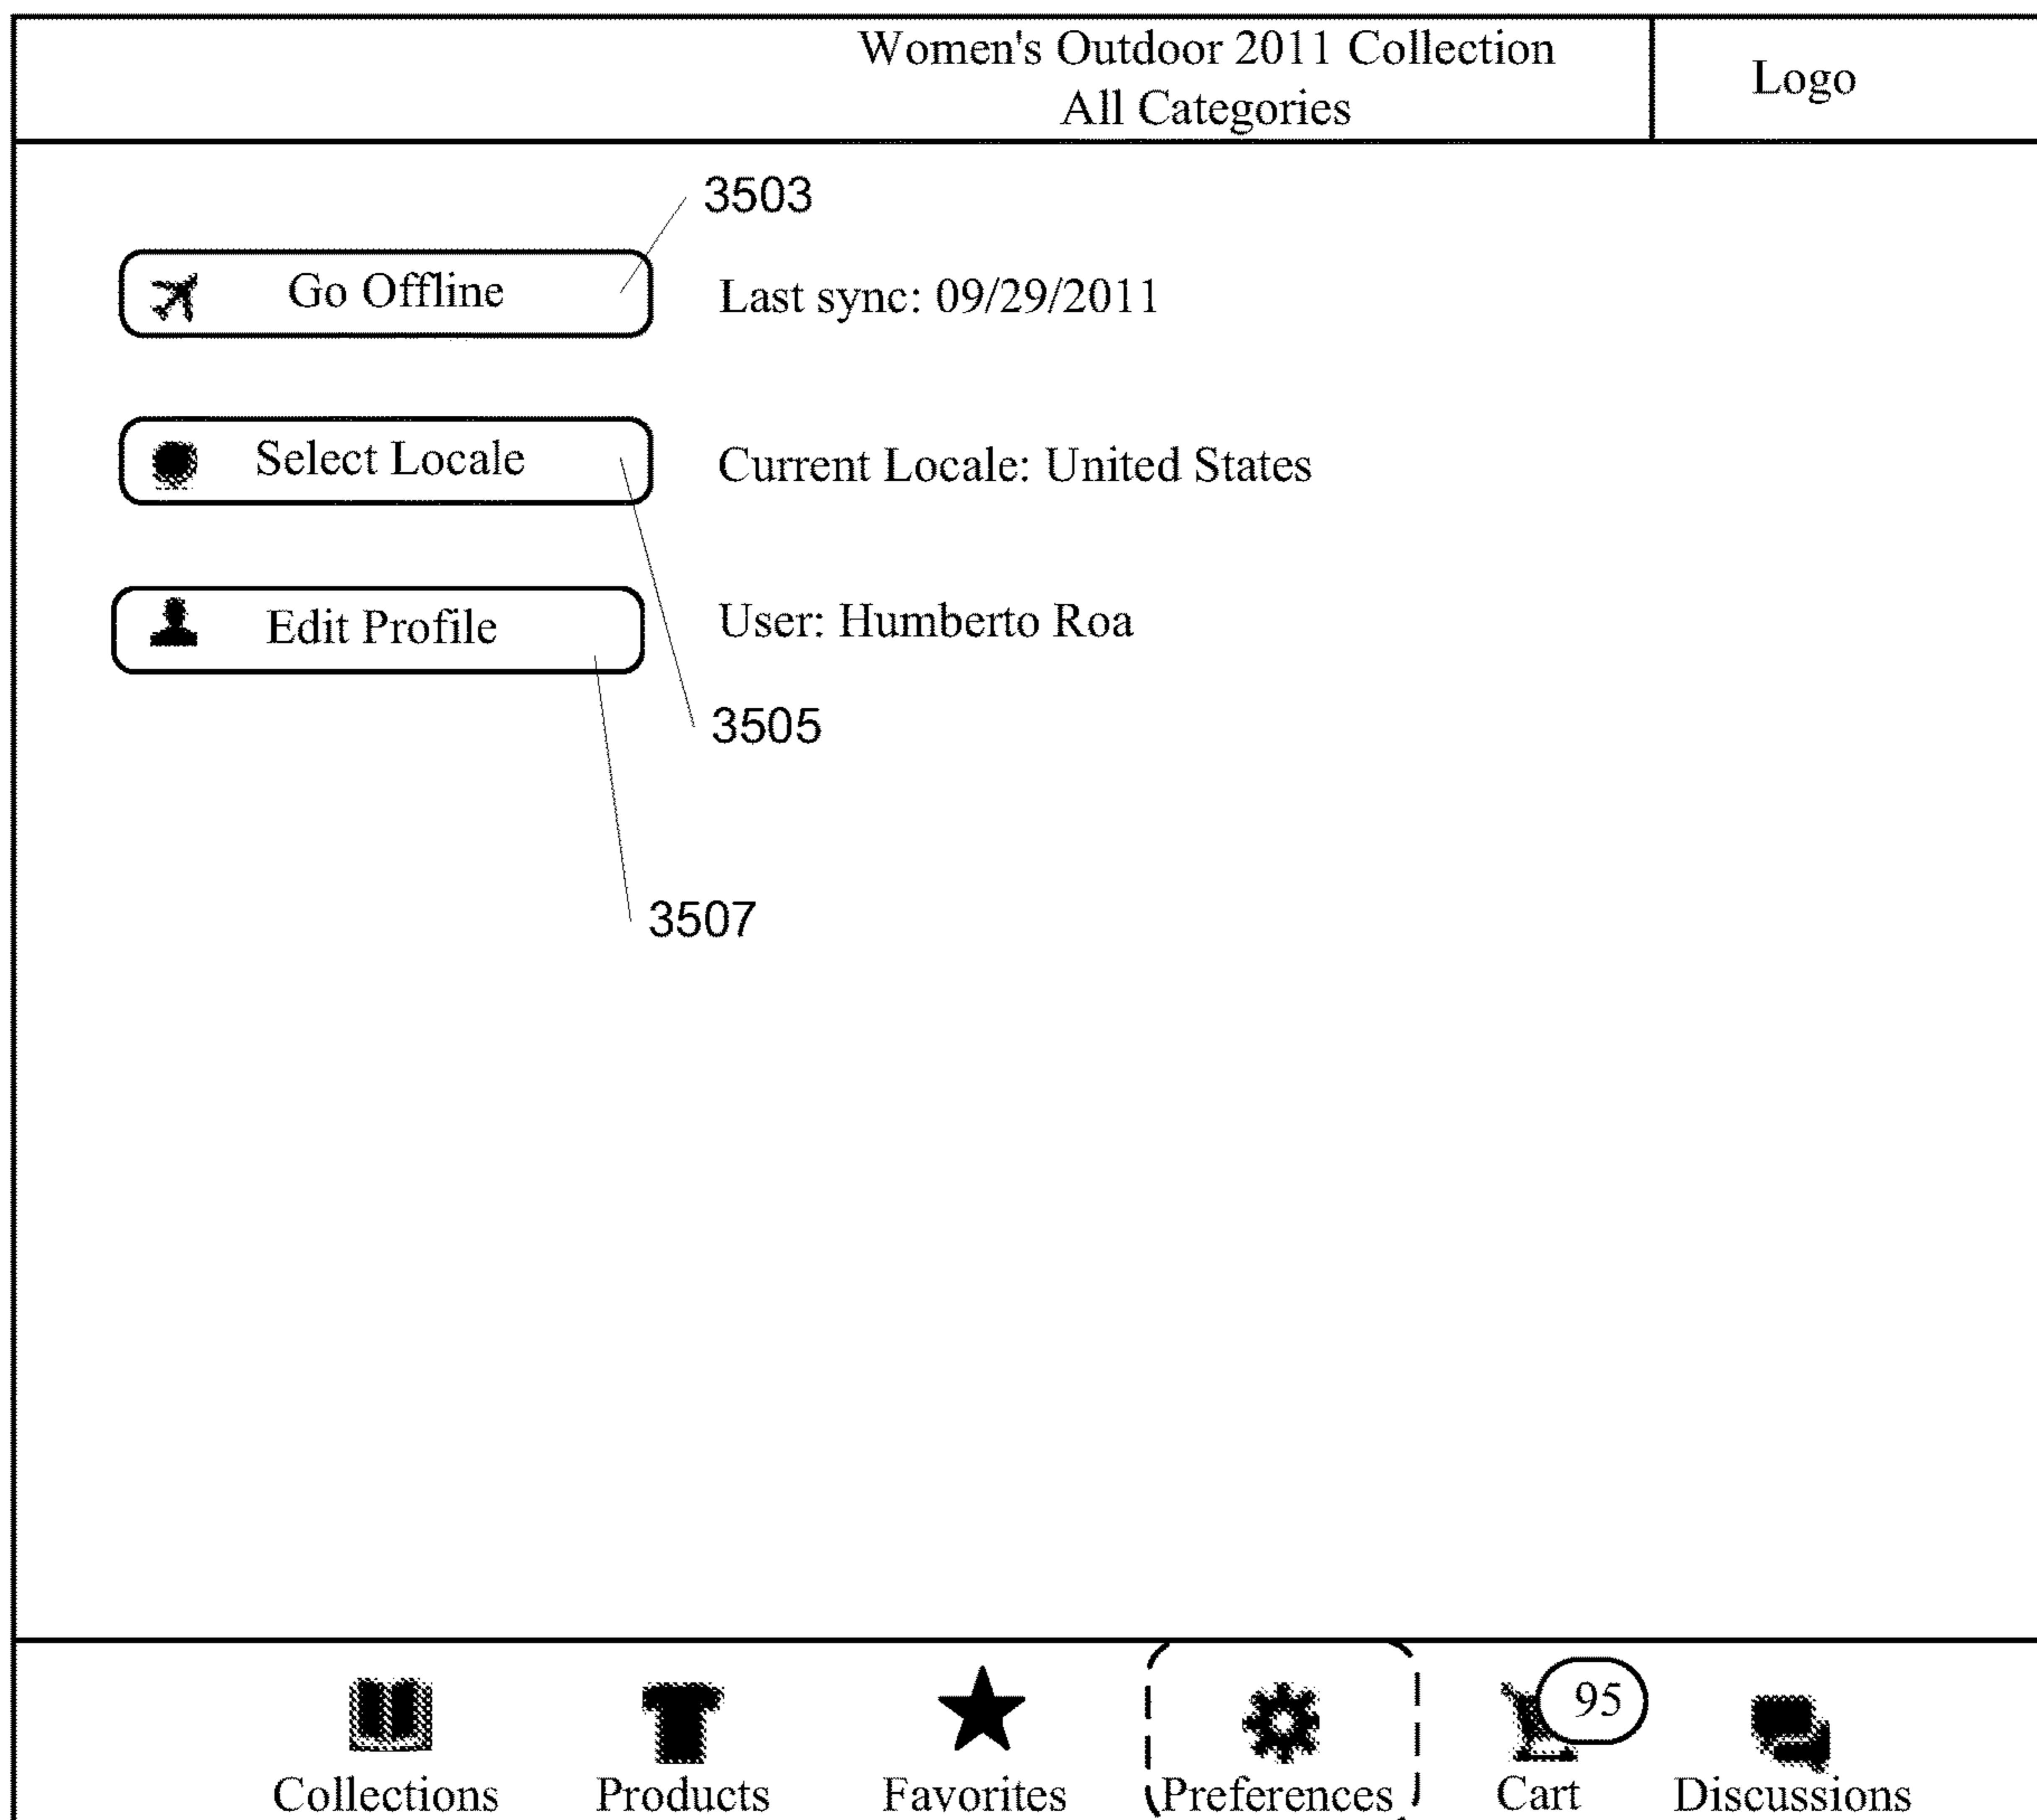 Women's Outdoor 2011 Collection
All Categories
Logo
3503
Go Offline
Last sync: 09/29/2011
Select Locale
Current Locale: United States
Edit Profile
User: Humberto Roa
3505
3507
95
Collections
Products
Favorites
Preferences
Cart
Discussions